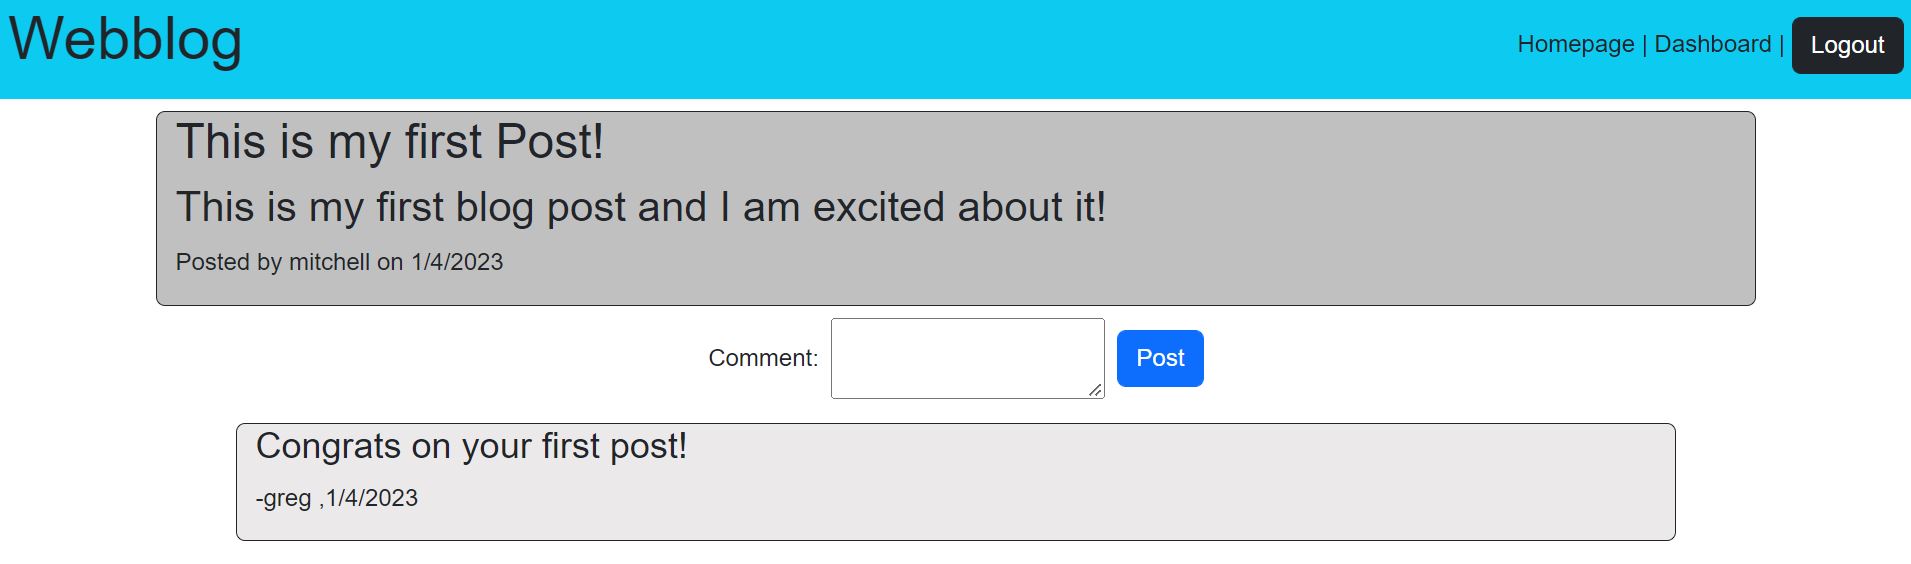 Webblog
Homepage | Dashboard | Logout
This is my first Post!
This is my first blog post and I am excited about it!
Posted by mitchell on 1/4/2023
Comment: Post
Congrats on your first post!
-greg ,1/4/2023